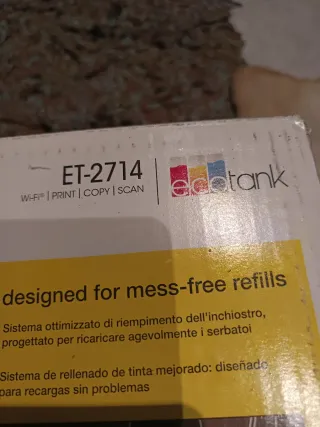 ET-2714
Wi-Fi® | PRINT | COPY | SCAN
ecotank
designed for mess-free refills
Sistema ottimizzato di riempimento dell'inchiostro,
progettato per ricaricare agevolmente i serbatoi
Sistema de rellenado de tinta mejorado: diseñado
para recargas sin problemas